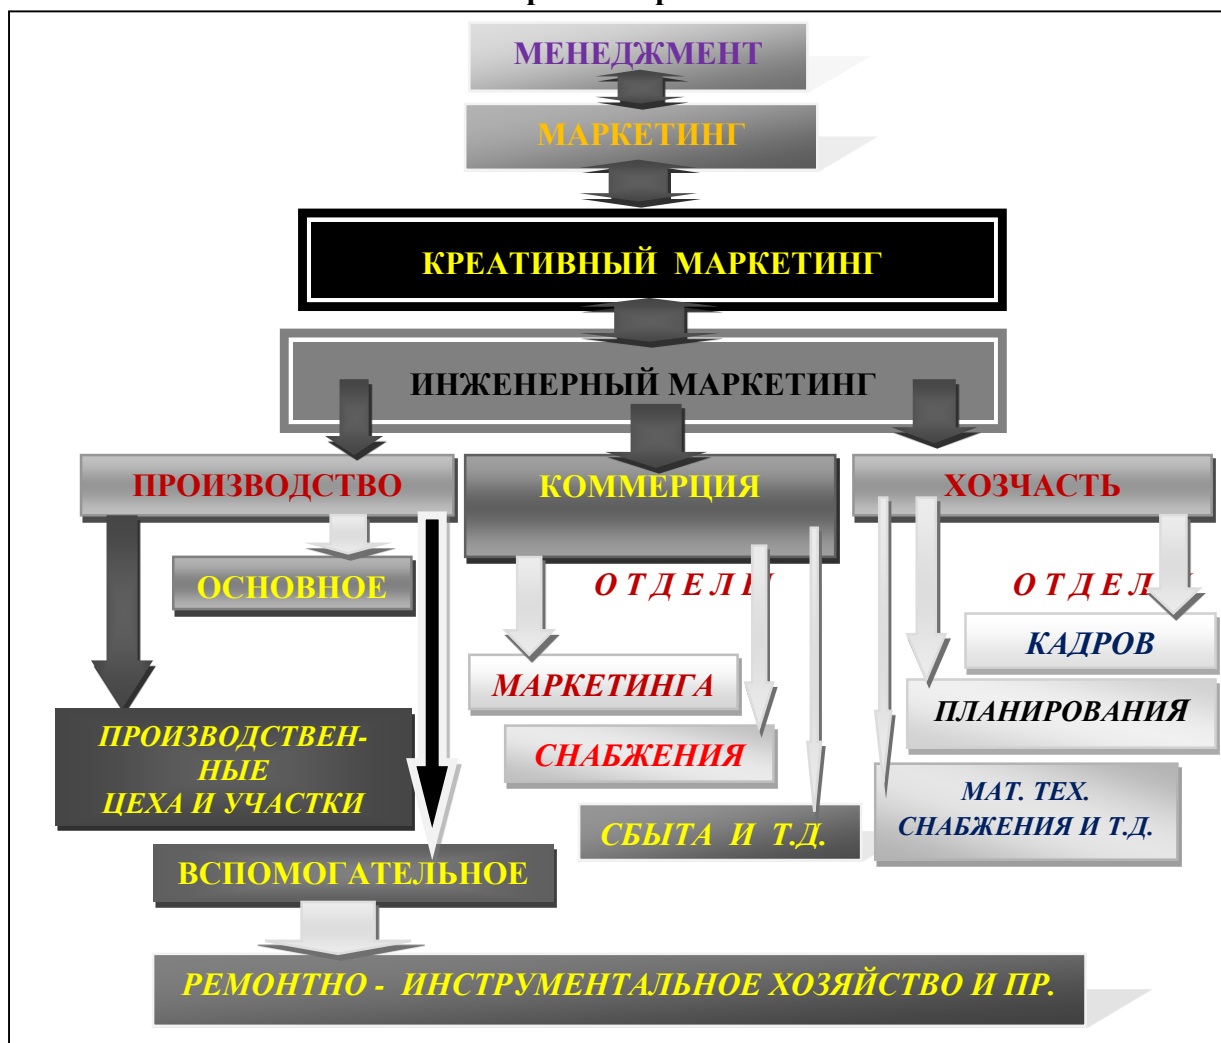 МЕНЕДЖМЕНТ
МАРКЕТИНГ
КРЕАТИВНЫЙ МАРКЕТИНГ
ИНЖЕНЕРНЫЙ МАРКЕТИНГ
ПРОИЗВОДСТВО
КОММЕРЦИЯ
ХОЗЧАСТЬ
ОСНОВНОЕ
О Т Д Е Л Ы
О Т Д Е Л Ы
КАДРОВ
МАРКЕТИНГА
ПЛАНИРОВАНИЯ
ПРОИЗВОДСТВЕН-
НЫЕ
ЦЕХА И УЧАСТКИ
СНАБЖЕНИЯ
МАТ. ТЕХ.
СНАБЖЕНИЯ И Т.Д.
СБЫТА И Т.Д.
ВСПОМОГАТЕЛЬНОЕ
РЕМОНТНО - ИНСТРУМЕНТАЛЬНОЕ ХОЗЯЙСТВО И ПР.